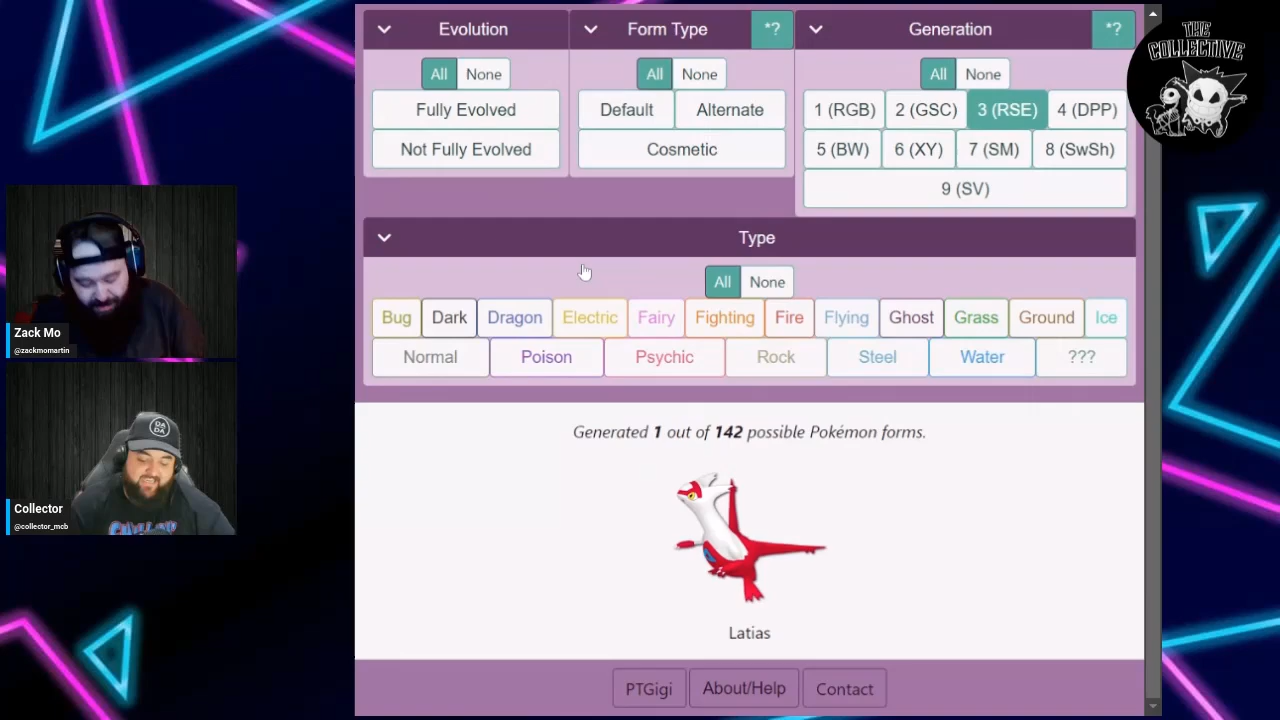 Evolution
All None
Fully Evolved
Not Fully Evolved
Form Type *?
All None
Default Alternate
Cosmetic
Generation *?
All None
1 (RGB) 2 (GSC) 3 (RSE) 4 (DPP)
5 (BW) 6 (XY) 7 (SM) 8 (SwSh)
9 (SV)
THE
COLLECTIVE
Type
All None
Bug Dark Dragon Electric Fairy Fighting Fire Flying Ghost Grass Ground Ice
Normal Poison Psychic Rock Steel Water ???
Zack Mo
@zackmomartin
DA
DA
Collector
@collector_mcb
Generated 1 out of 142 possible Pokémon forms.
Latias
PTGigi About/Help Contact